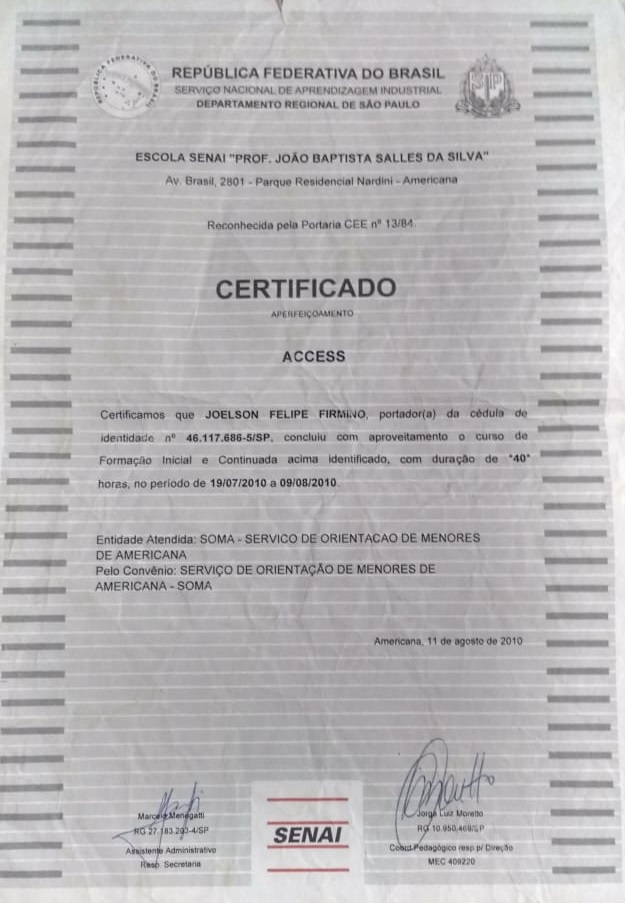 REPÚBLICA FEDERATIVA DO BRASIL
SERVIÇO NACIONAL DE APRENDIZAGEM INDUSTRIAL
DEPARTAMENTO REGIONAL DE SÃO PAULO
ESCOLA SENAI "PROF. JOÃO BAPTISTA SALLES DA SILVA"
Av. Brasil, 2801 - Parque Residencial Nardini - Americana
Reconhecida pela Portaria CEE nº 13/84.
CERTIFICADO
APERFEIÇOAMENTO
ACCESS
Certificamos que JOELSON FELIPE FIRMINO, portador(a) da cédula de
identidade nº 46.117.686-5/SP, concluiu com aproveitamento o curso de
Formação Inicial e Continuada acima identificado, com duração de "40"
horas, no período de 19/07/2010 a 09/08/2010.
Entidade Atendida: SOMA - SERVICO DE ORIENTACAO DE MENORES
DE AMERICANA
Pelo Convênio: SERVIÇO DE ORIENTAÇÃO DE MENORES DE
AMERICANA - SOMA
Americana, 11 de agosto de 2010
Menegatti
RG 27.183.203-4/SP
Assistente Administrativo
Resp. Secretaria
SENAI
Jorge Luiz Moretto
RG 10.950.468/SP
Coord.Pedagógico resp p/ Direção
MEC 409220